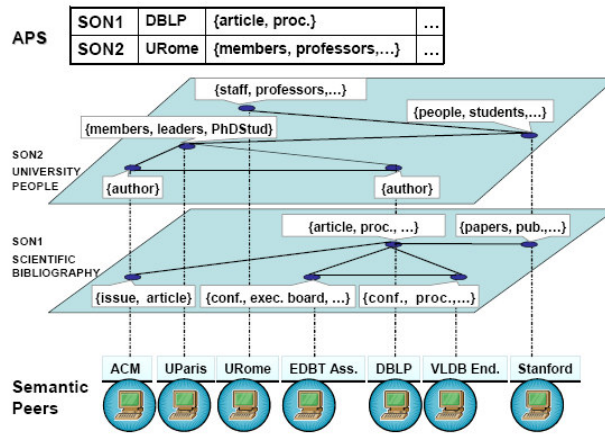 APS
SON1 DBLP {article, proc.} ...
SON2 URome {members, professors,...} ...
{staff, professors,...}
{people, students,...}
{members, leaders, PhDStud}
SON2
UNIVERSITY
PEOPLE
{author} {author}
{article, proc., ...} {papers, pub.,...}
SON1
SCIENTIFIC
BIBLIOGRAPHY
{issue, article} {conf., exec. board, ...} {conf., proc.,...}
ACM UParis URome EDBT Ass. DBLP VLDB End. Stanford
Semantic
Peers